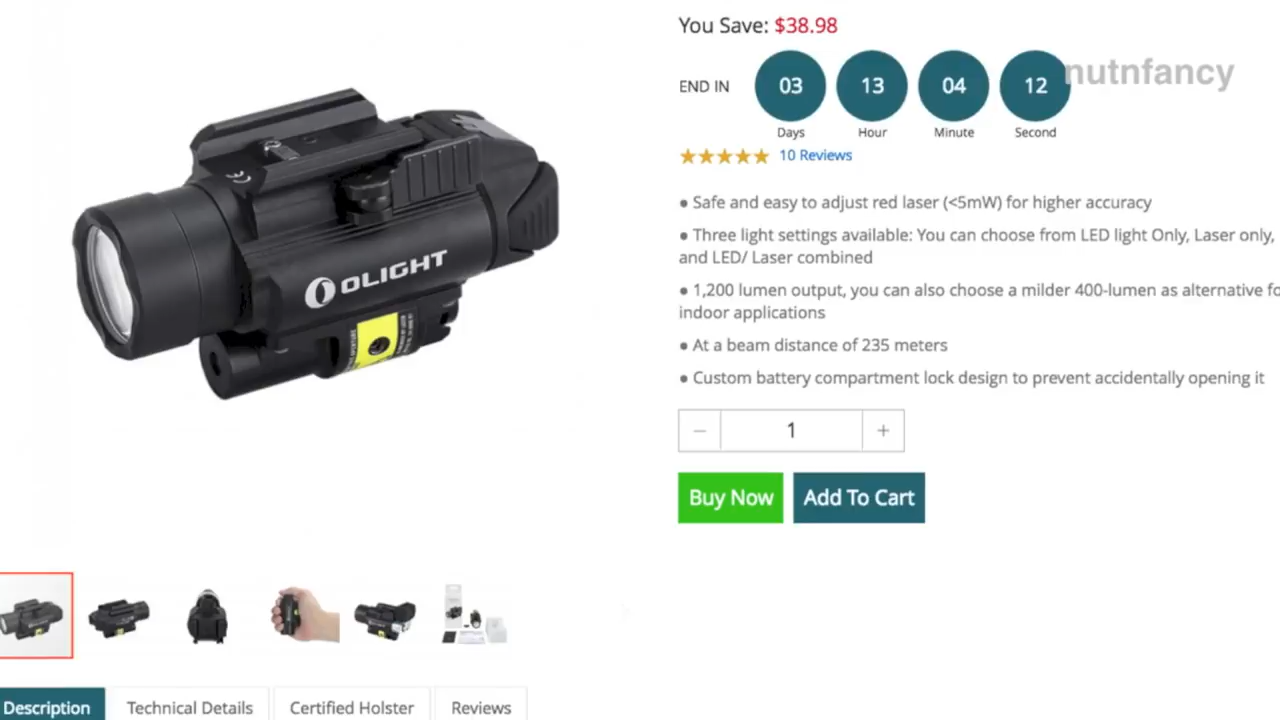 You Save: $38.98
END IN
03 13 04 12
Days Hour Minute Second
nutnfancy
10 Reviews
● Safe and easy to adjust red laser (<5mW) for higher accuracy
● Three light settings available: You can choose from LED light Only, Laser only,
and LED/ Laser combined
● 1,200 lumen output, you can also choose a milder 400-lumen as alternative fo
indoor applications
● At a beam distance of 235 meters
● Custom battery compartment lock design to prevent accidentally opening it
− 1 +
Buy Now Add To Cart
CE
OLIGHT
Description Technical Details Certified Holster Reviews